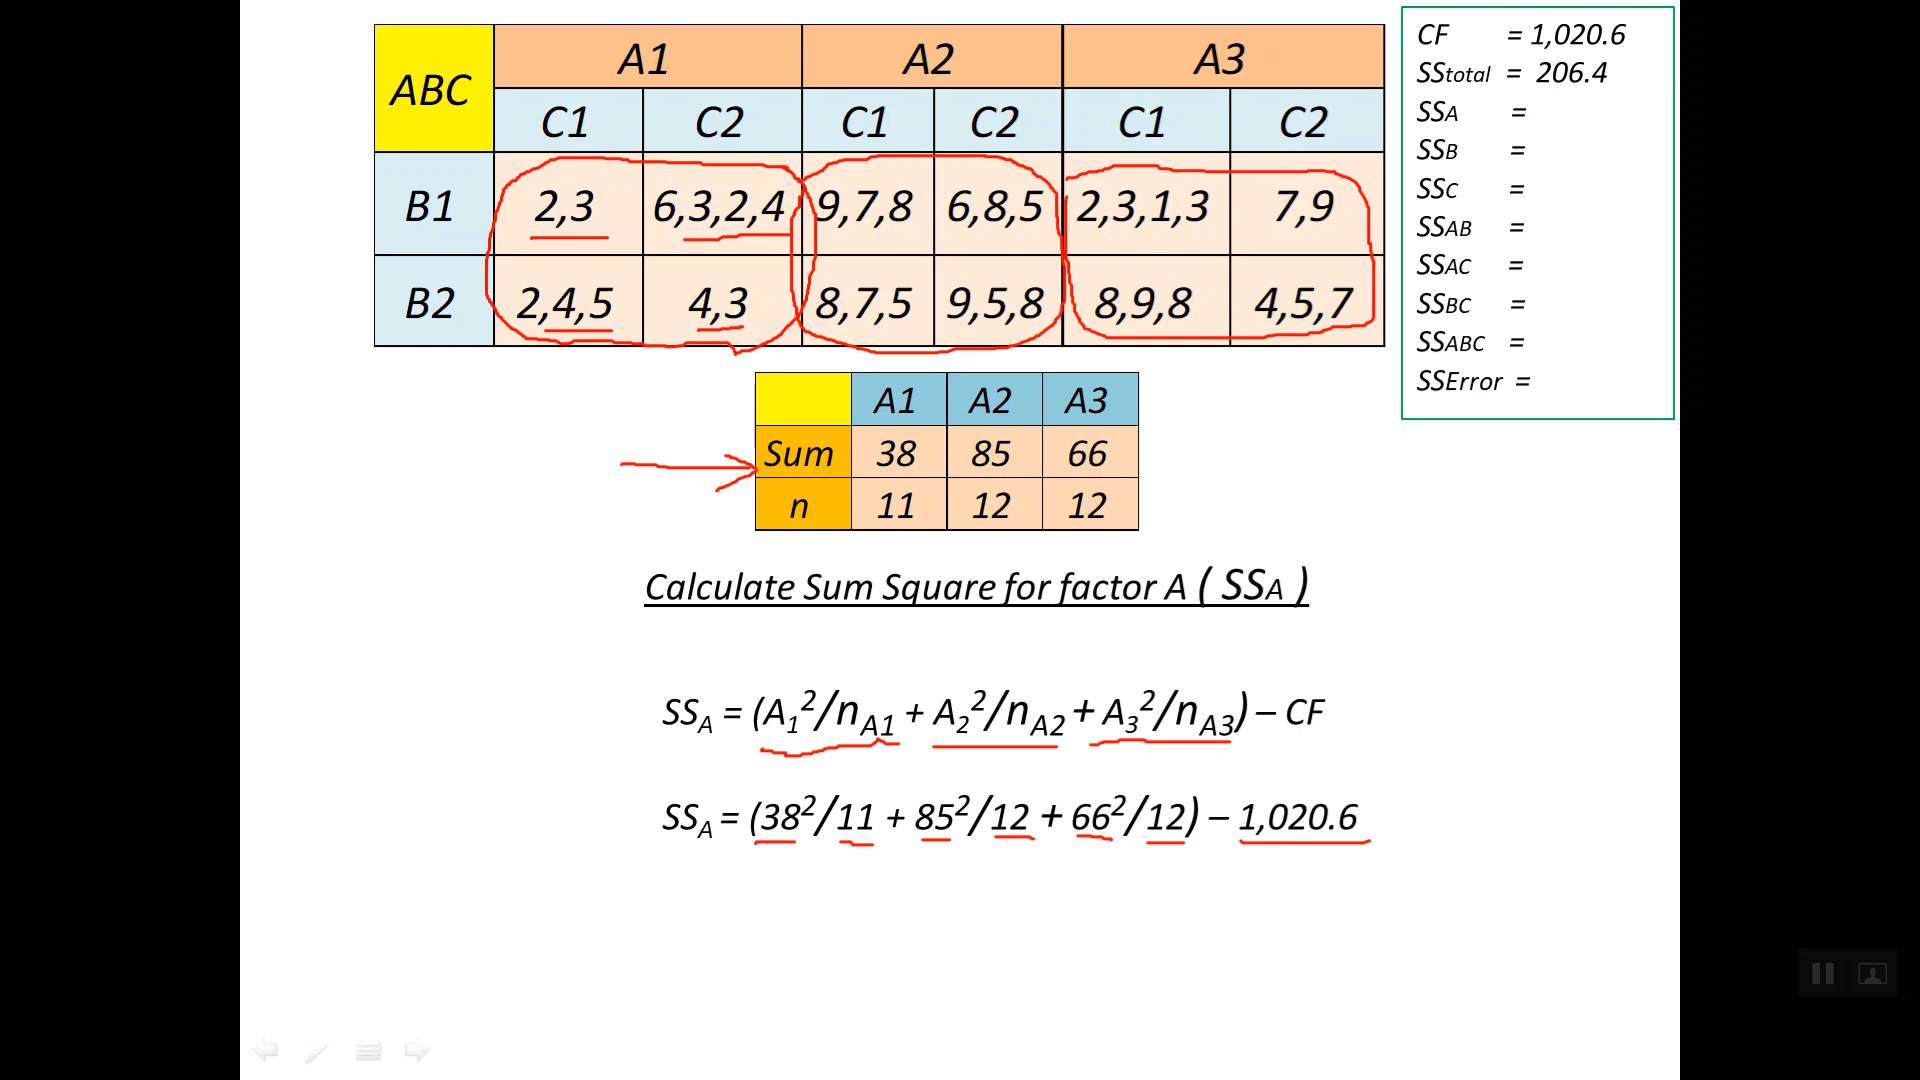 ABC A1 A2 A3
C1 C2 C1 C2 C1 C2
B1 2,3 6,3,2,4 9,7,8 6,8,5 2,3,1,3 7,9
B2 2,4,5 4,3 8,7,5 9,5,8 8,9,8 4,5,7
CF = 1,020.6
SStotal = 206.4
SSA =
SSB =
SSC =
SSAB =
SSAC =
SSBC =
SSABC =
SSError =
A1 A2 A3
Sum 38 85 66
n 11 12 12
Calculate Sum Square for factor A ( SSA )
SSA = (A1²/nA1 + A2²/nA2 + A3²/nA3) – CF
SSA = (38²/11 + 85²/12 + 66²/12) – 1,020.6